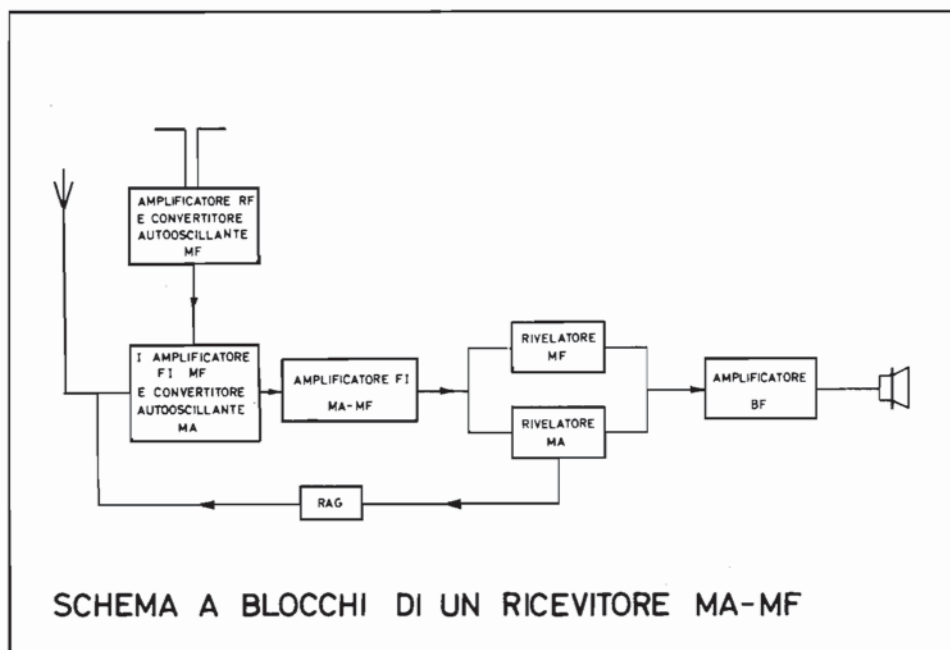 AMPLIFICATORE RF
E CONVERTITORE
AUTOOSCILLANTE
MF
I AMPLIFICATORE
FI MF
E CONVERTITORE
AUTOOSCILLANTE
MA
AMPLIFICATORE FI
MA-MF
RIVELATORE
MF
RIVELATORE
MA
AMPLIFICATORE
BF
RAG
SCHEMA A BLOCCHI DI UN RICEVITORE MA-MF